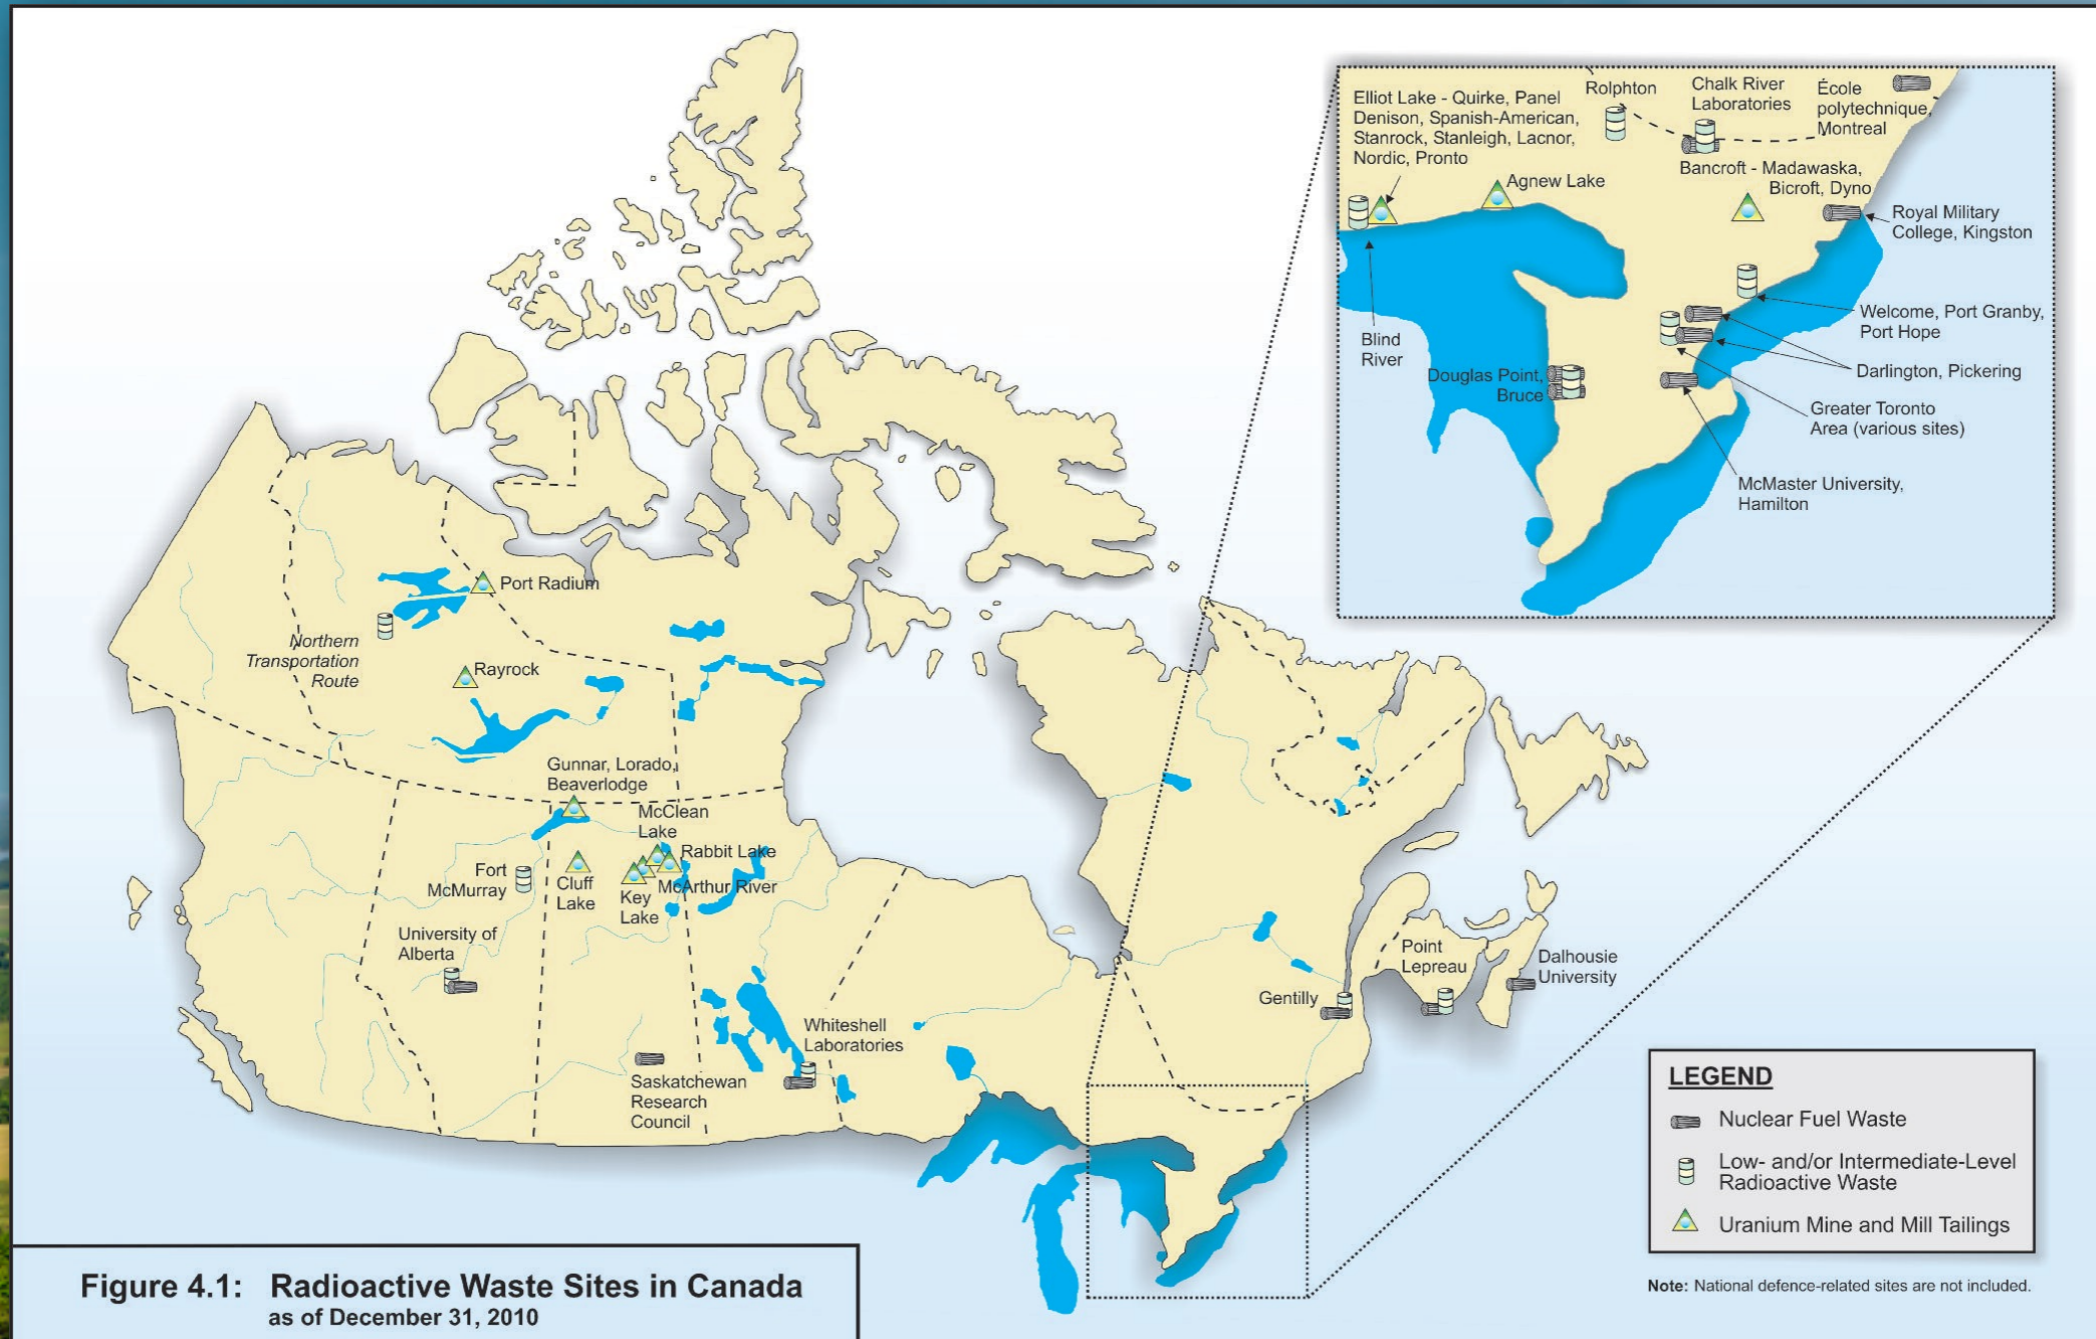 Elliot Lake - Quirke, Panel
Denison, Spanish-American,
Stanrock, Stanleigh, Lacnor,
Nordic, Pronto
Rolphton
Chalk River
Laboratories
École
polytechnique,
Montreal
Bancroft - Madawaska,
Bicroft, Dyno
Agnew Lake
Royal Military
College, Kingston
Blind
River
Welcome, Port Granby,
Port Hope
Douglas Point,
Bruce
Darlington, Pickering
Greater Toronto
Area (various sites)
McMaster University,
Hamilton
Port Radium
Northern
Transportation
Route
Rayrock
Gunnar, Lorado,
Beaverlodge
McClean
Lake
Rabbit Lake
McArthur River
Fort
McMurray
Cluff
Lake
Key
Lake
University of
Alberta
Whiteshell
Laboratories
Saskatchewan
Research
Council
Gentilly
Point
Lepreau
Dalhousie
University
LEGEND
Nuclear Fuel Waste
Low- and/or Intermediate-Level
Radioactive Waste
Uranium Mine and Mill Tailings
Note: National defence-related sites are not included.
Figure 4.1: Radioactive Waste Sites in Canada
as of December 31, 2010